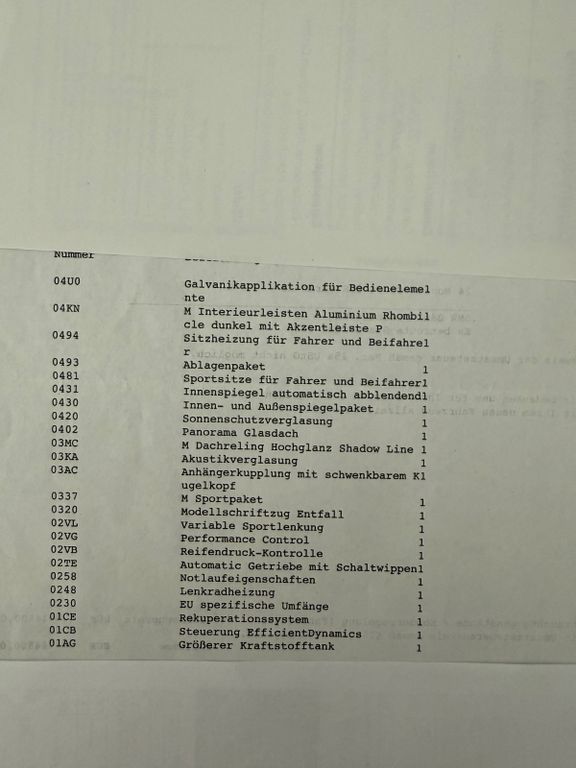 Nummer
04U0 Galvanikapplikation für Bedienelemel
nte
04KN M Interieurleisten Aluminium Rhombil
cle dunkel mit Akzentleiste P
0494 Sitzheizung für Fahrer und Beifahrel
r
0493 Ablagenpaket 1
0481 Sportsitze für Fahrer und Beifahrer1
0431 Innenspiegel automatisch abblendend1
0430 Innen- und Außenspiegelpaket 1
0420 Sonnenschutzverglasung 1
0402 Panorama Glasdach 1
03MC M Dachreling Hochglanz Shadow Line 1
03KA Akustikverglasung 1
03AC Anhängerkupplung mit schwenkbarem K1
ugelkopf
0337 M Sportpaket 1
0320 Modellschriftzug Entfall 1
02VL Variable Sportlenkung 1
02VG Performance Control 1
02VB Reifendruck-Kontrolle 1
02TE Automatic Getriebe mit Schaltwippen1
0258 Notlaufeigenschaften 1
0248 Lenkradheizung 1
0230 EU spezifische Umfänge 1
01CE Rekuperationssystem 1
01CB Steuerung EfficientDynamics 1
01AG Größerer Kraftstofftank 1